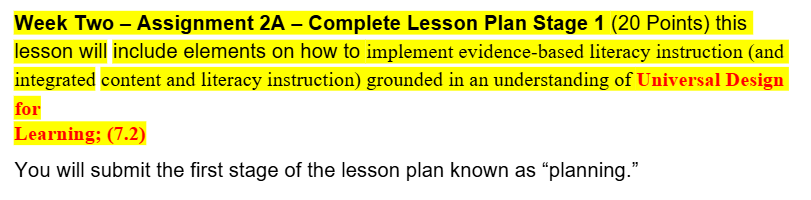 Week Two – Assignment 2A – Complete Lesson Plan Stage 1 (20 Points) this
lesson will include elements on how to implement evidence-based literacy instruction (and
integrated content and literacy instruction) grounded in an understanding of Universal Design
for
Learning; (7.2)
You will submit the first stage of the lesson plan known as “planning.”